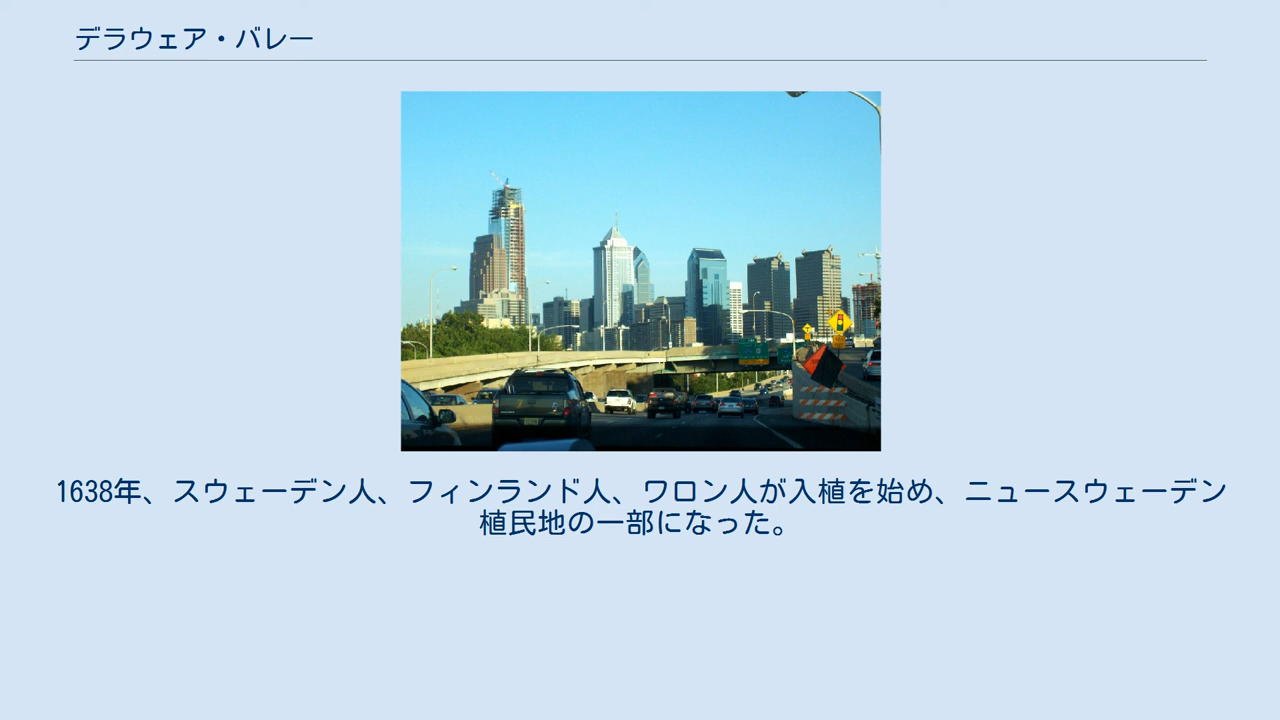 デラウェア・バレー
1638年、スウェーデン人、フィンランド人、ワロン人が入植を始め、ニュースウェーデン
植民地の一部になった。